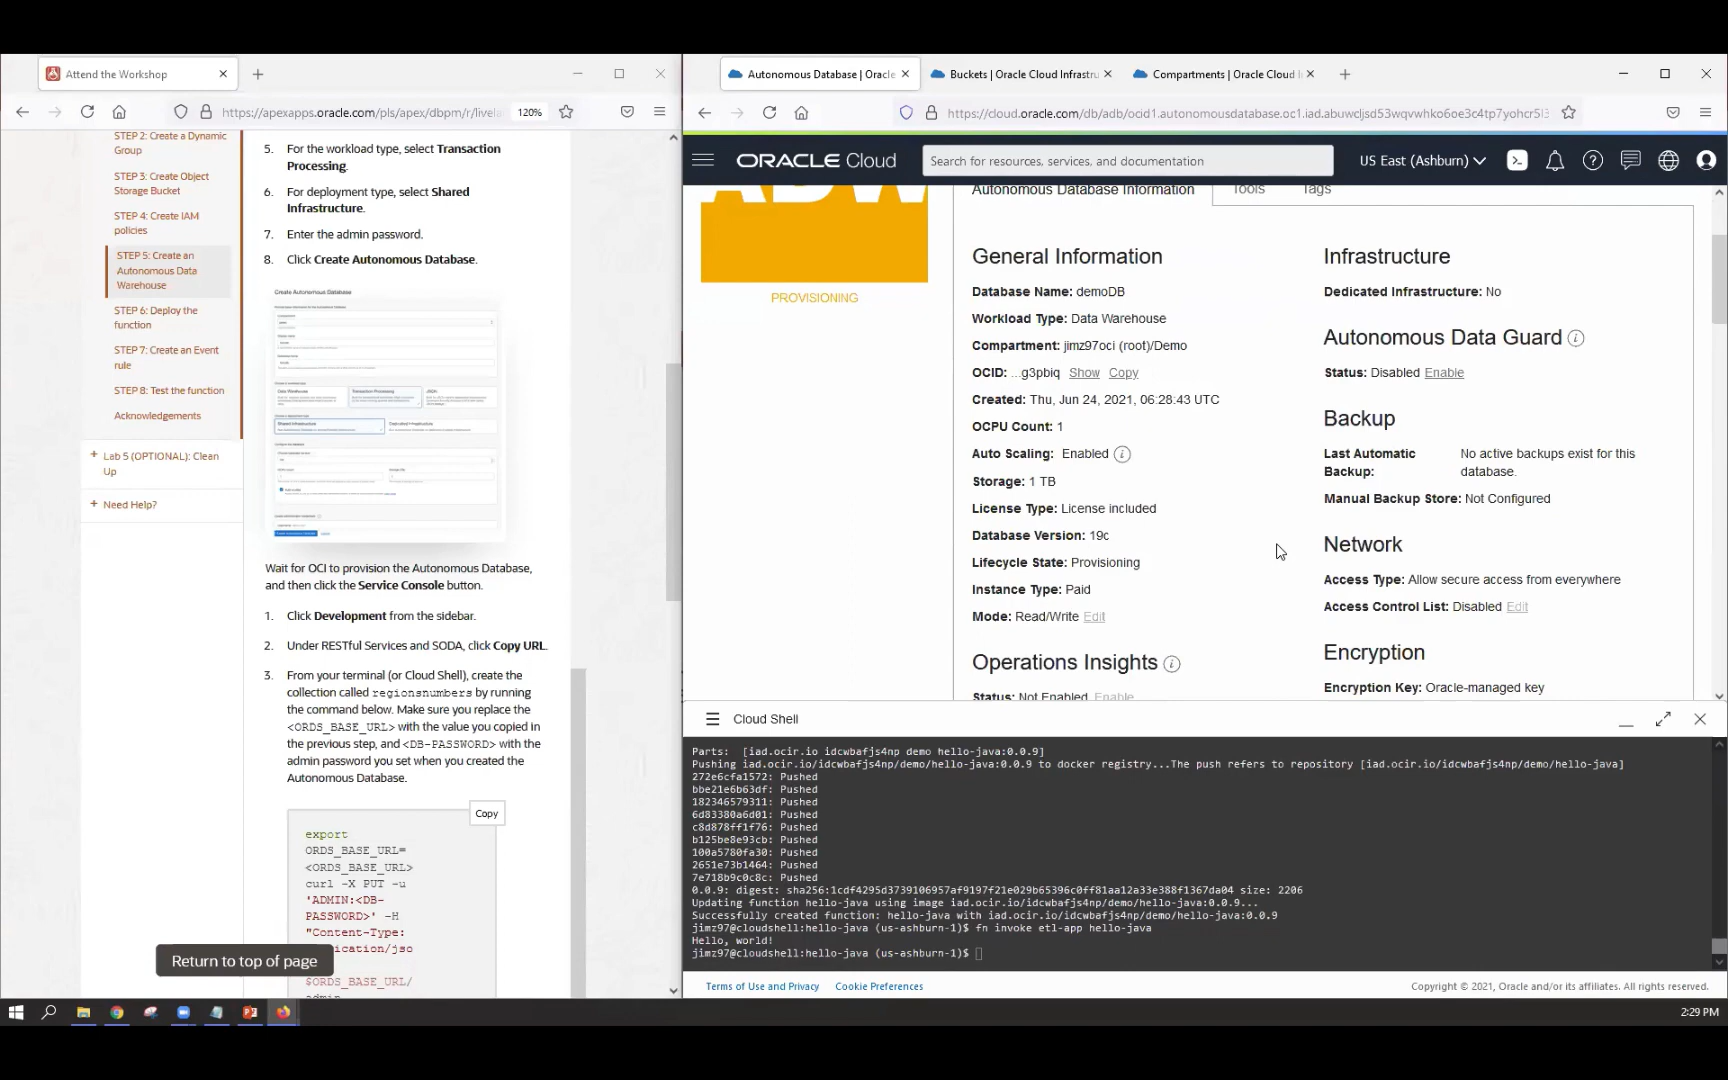 Attend the Workshop
https://apexapps.oracle.com/pls/apex/dbpm/r/livela
120%
STEP 2: Create a Dynamic
Group
STEP 3: Create Object
Storage Bucket
STEP 4: Create IAM
policies
STEP 5: Create an
Autonomous Data
Warehouse
STEP 6: Deploy the
function
STEP 7: Create an Event
rule
STEP 8: Test the function
Acknowledgements
+ Lab 5 (OPTIONAL): Clean
Up
+ Need Help?
5. For the workload type, select Transaction
Processing.
6. For deployment type, select Shared
Infrastructure.
7. Enter the admin password.
8. Click Create Autonomous Database.
Create Autonomous Database
Wait for OCI to provision the Autonomous Database,
and then click the Service Console button.
1. Click Development from the sidebar.
2. Under RESTful Services and SODA, click Copy URL.
3. From your terminal (or Cloud Shell), create the
collection called regionsnumbers by running
the command below. Make sure you replace the
<ORDS_BASE_URL> with the value you copied in
the previous step, and <DB-PASSWORD> with the
admin password you set when you created the
Autonomous Database.
Copy
export
ORDS_BASE_URL=
<ORDS_BASE_URL>
curl -X PUT -u
'ADMIN:<DB-
PASSWORD>' -H
"Content-Type:
ication/jso
$ORDS_BASE_URL/
Return to top of page
Autonomous Database | Oracle
Buckets | Oracle Cloud Infrastru
Compartments | Oracle Cloud I
https://cloud.oracle.com/db/adb/ocid1.autonomousdatabase.oc1.iad.abuwcljsd53wqvwhko6oe3c4tp7yohcr5l3
ORACLE Cloud
Search for resources, services, and documentation
US East (Ashburn)
ADW
PROVISIONING
Autonomous Database Information
Tools
Tags
General Information
Database Name: demoDB
Workload Type: Data Warehouse
Compartment: jimz97oci (root)/Demo
OCID: ...g3pbiq Show Copy
Created: Thu, Jun 24, 2021, 06:28:43 UTC
OCPU Count: 1
Auto Scaling: Enabled
Storage: 1 TB
License Type: License included
Database Version: 19c
Lifecycle State: Provisioning
Instance Type: Paid
Mode: Read/Write Edit
Operations Insights
Status: Not Enabled Enable
Infrastructure
Dedicated Infrastructure: No
Autonomous Data Guard
Status: Disabled Enable
Backup
Last Automatic Backup: No active backups exist for this database.
Manual Backup Store: Not Configured
Network
Access Type: Allow secure access from everywhere
Access Control List: Disabled Edit
Encryption
Encryption Key: Oracle-managed key
Cloud Shell
Parts: [iad.ocir.io idcwbafjs4np demo hello-java:0.0.9]
Pushing iad.ocir.io/idcwbafjs4np/demo/hello-java:0.0.9 to docker registry...The push refers to repository [iad.ocir.io/idcwbafjs4np/demo/hello-java]
272e6cfa1572: Pushed
bbe21e6b63df: Pushed
182346579311: Pushed
6d83380a6d01: Pushed
c8d878ff1f76: Pushed
b125be8e93cb: Pushed
100a5780fa30: Pushed
2651e73b1464: Pushed
7e718b9c0c8c: Pushed
0.0.9: digest: sha256:1cdf4295d3739106957af9197f21e029b65396c0ff81aa12a33e388f1367da04 size: 2206
Updating function hello-java using image iad.ocir.io/idcwbafjs4np/demo/hello-java:0.0.9...
Successfully created function: hello-java with iad.ocir.io/idcwbafjs4np/demo/hello-java:0.0.9
jimz97@cloudshell:hello-java (us-ashburn-1)$ fn invoke etl-app hello-java
Hello, world!
jimz97@cloudshell:hello-java (us-ashburn-1)$
Terms of Use and Privacy
Cookie Preferences
Copyright © 2021, Oracle and/or its affiliates. All rights reserved.
2:29 PM